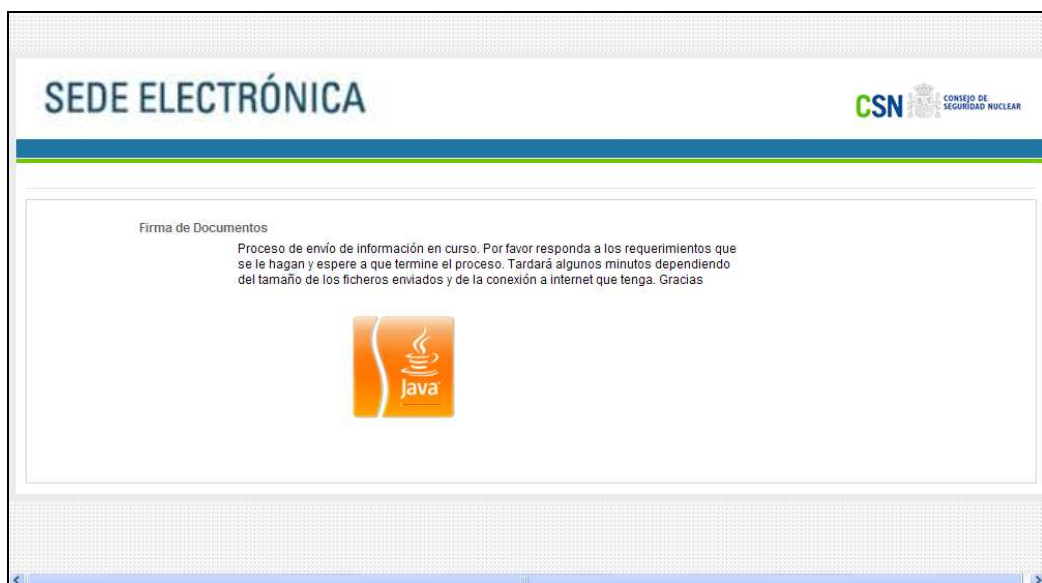 SEDE ELECTRÓNICA
CSN
CONSEJO DE
SEGURIDAD NUCLEAR
Firma de Documentos
Proceso de envío de información en curso. Por favor responda a los requerimientos que
se le hagan y espere a que termine el proceso. Tardará algunos minutos dependiendo
del tamaño de los ficheros enviados y de la conexión a internet que tenga. Gracias
Java